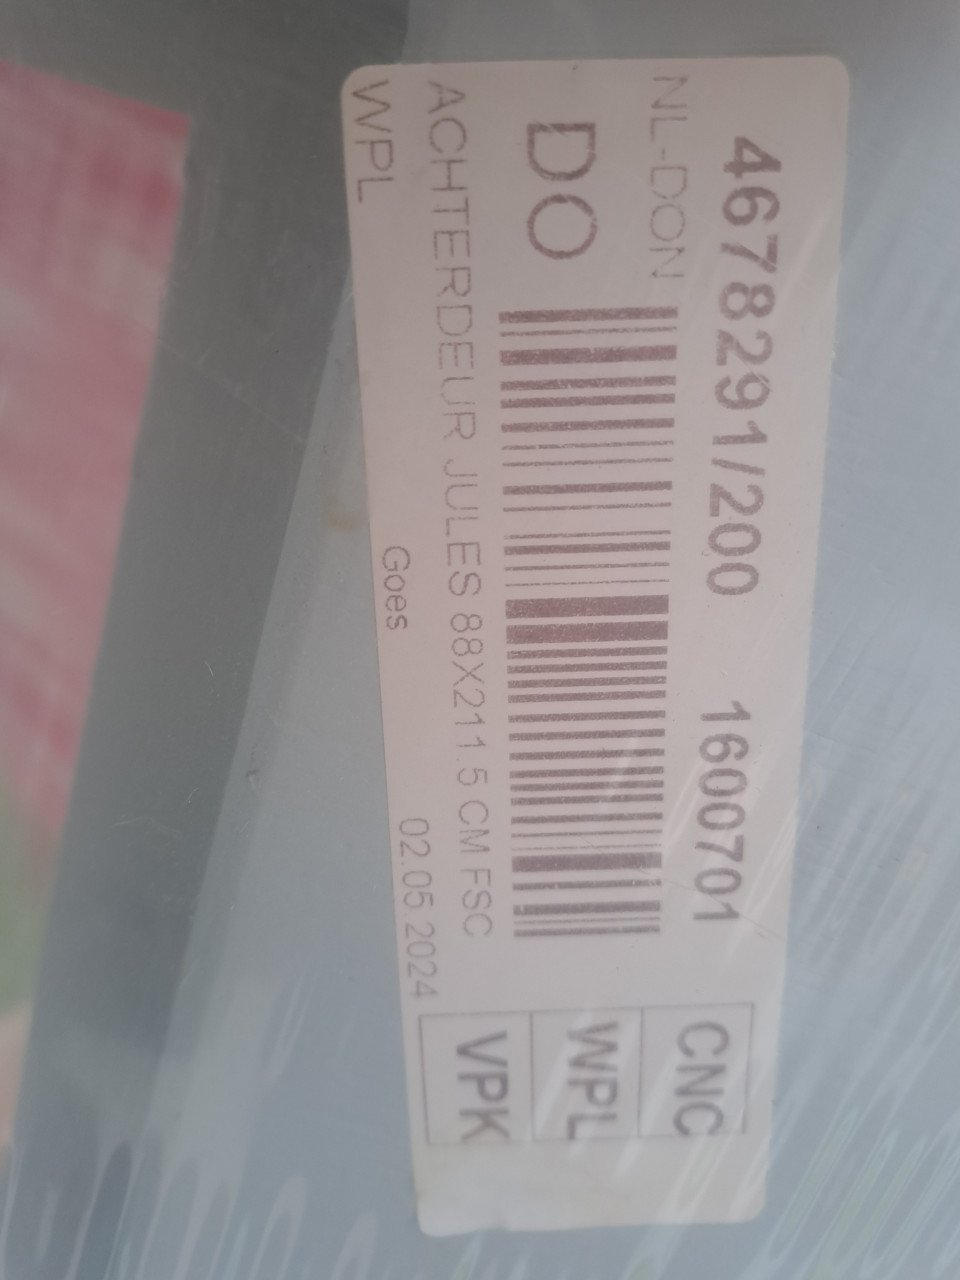 4678291/200 1600701
NL-DON
DO
ACHTERDEUR JULES 88X211.5 CM FSC
WPL Goes 02.05.2024
CNC
WPL
VPK